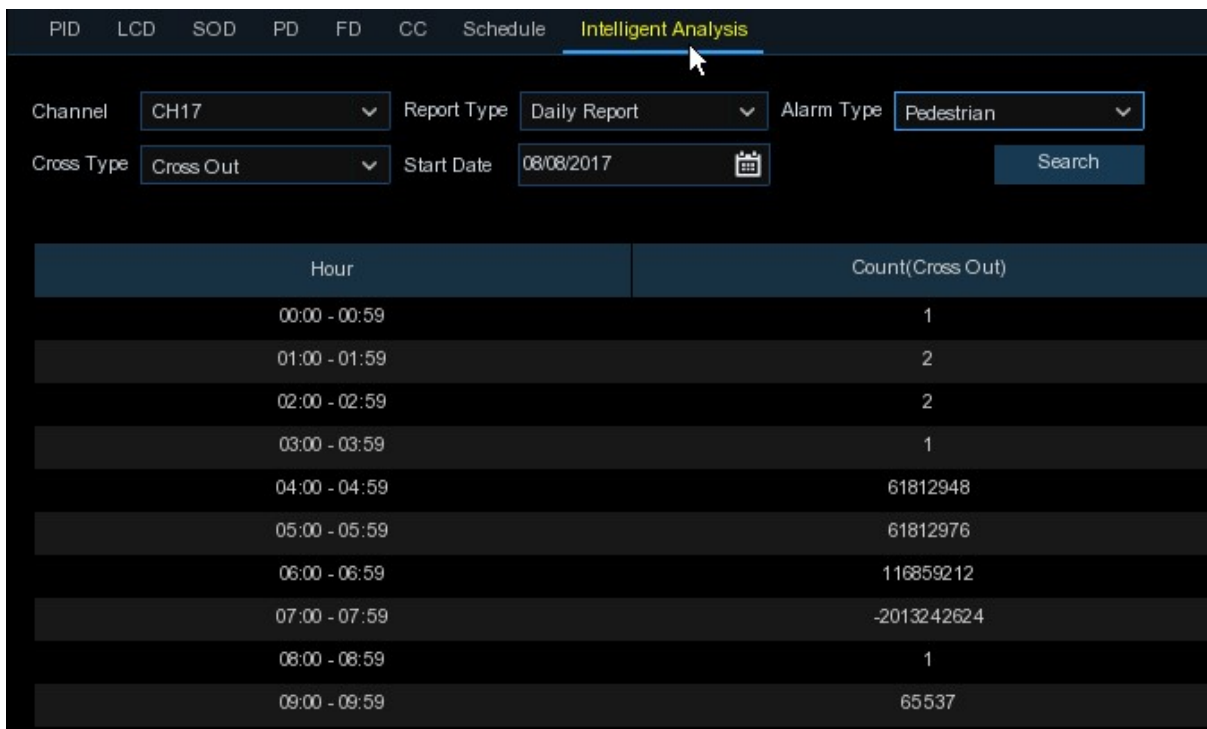 PID LCD SOD PD FD CC Schedule Intelligent Analysis
Channel CH17 Report Type Daily Report Alarm Type Pedestrian
Cross Type Cross Out Start Date 08/08/2017 Search
Hour Count(Cross Out)
00:00 - 00:59 1
01:00 - 01:59 2
02:00 - 02:59 2
03:00 - 03:59 1
04:00 - 04:59 61812948
05:00 - 05:59 61812976
06:00 - 06:59 116859212
07:00 - 07:59 -2013242624
08:00 - 08:59 1
09:00 - 09:59 65537